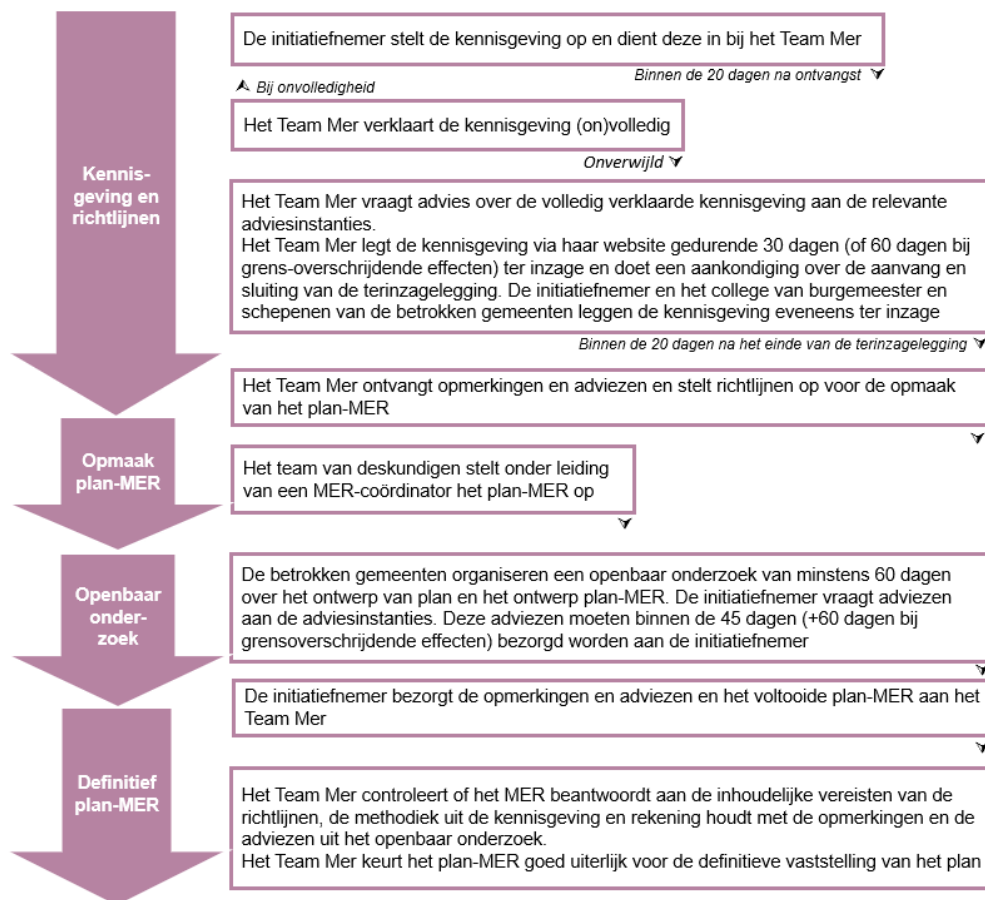 De initiatiefnemer stelt de kennisgeving op en dient deze in bij het Team Mer
Binnen de 20 dagen na ontvangst
Bij onvolledigheid
Het Team Mer verklaart de kennisgeving (on)volledig
Onverwijld
Kennis-
geving en
richtlijnen
Het Team Mer vraagt advies over de volledig verklaarde kennisgeving aan de relevante
adviesinstanties.
Het Team Mer legt de kennisgeving via haar website gedurende 30 dagen (of 60 dagen bij
grens-overschrijdende effecten) ter inzage en doet een aankondiging over de aanvang en
sluiting van de terinzagelegging. De initiatiefnemer en het college van burgemeester en
schepenen van de betrokken gemeenten leggen de kennisgeving eveneens ter inzage
Binnen de 20 dagen na het einde van de terinzagelegging
Het Team Mer ontvangt opmerkingen en adviezen en stelt richtlijnen op voor de opmaak
van het plan-MER
Opmaak
plan-MER
Het team van deskundigen stelt onder leiding
van een MER-coördinator het plan-MER op
Openbaar
onder-
zoek
De betrokken gemeenten organiseren een openbaar onderzoek van minstens 60 dagen
over het ontwerp van plan en het ontwerp plan-MER. De initiatiefnemer vraagt adviezen
aan de adviesinstanties. Deze adviezen moeten binnen de 45 dagen (+60 dagen bij
grensoverschrijdende effecten) bezorgd worden aan de initiatiefnemer
De initiatiefnemer bezorgt de opmerkingen en adviezen en het voltooide plan-MER aan het
Team Mer
Definitief
plan-MER
Het Team Mer controleert of het MER beantwoordt aan de inhoudelijke vereisten van de
richtlijnen, de methodiek uit de kennisgeving en rekening houdt met de opmerkingen en de
adviezen uit het openbaar onderzoek.
Het Team Mer keurt het plan-MER goed uiterlijk voor de definitieve vaststelling van het plan